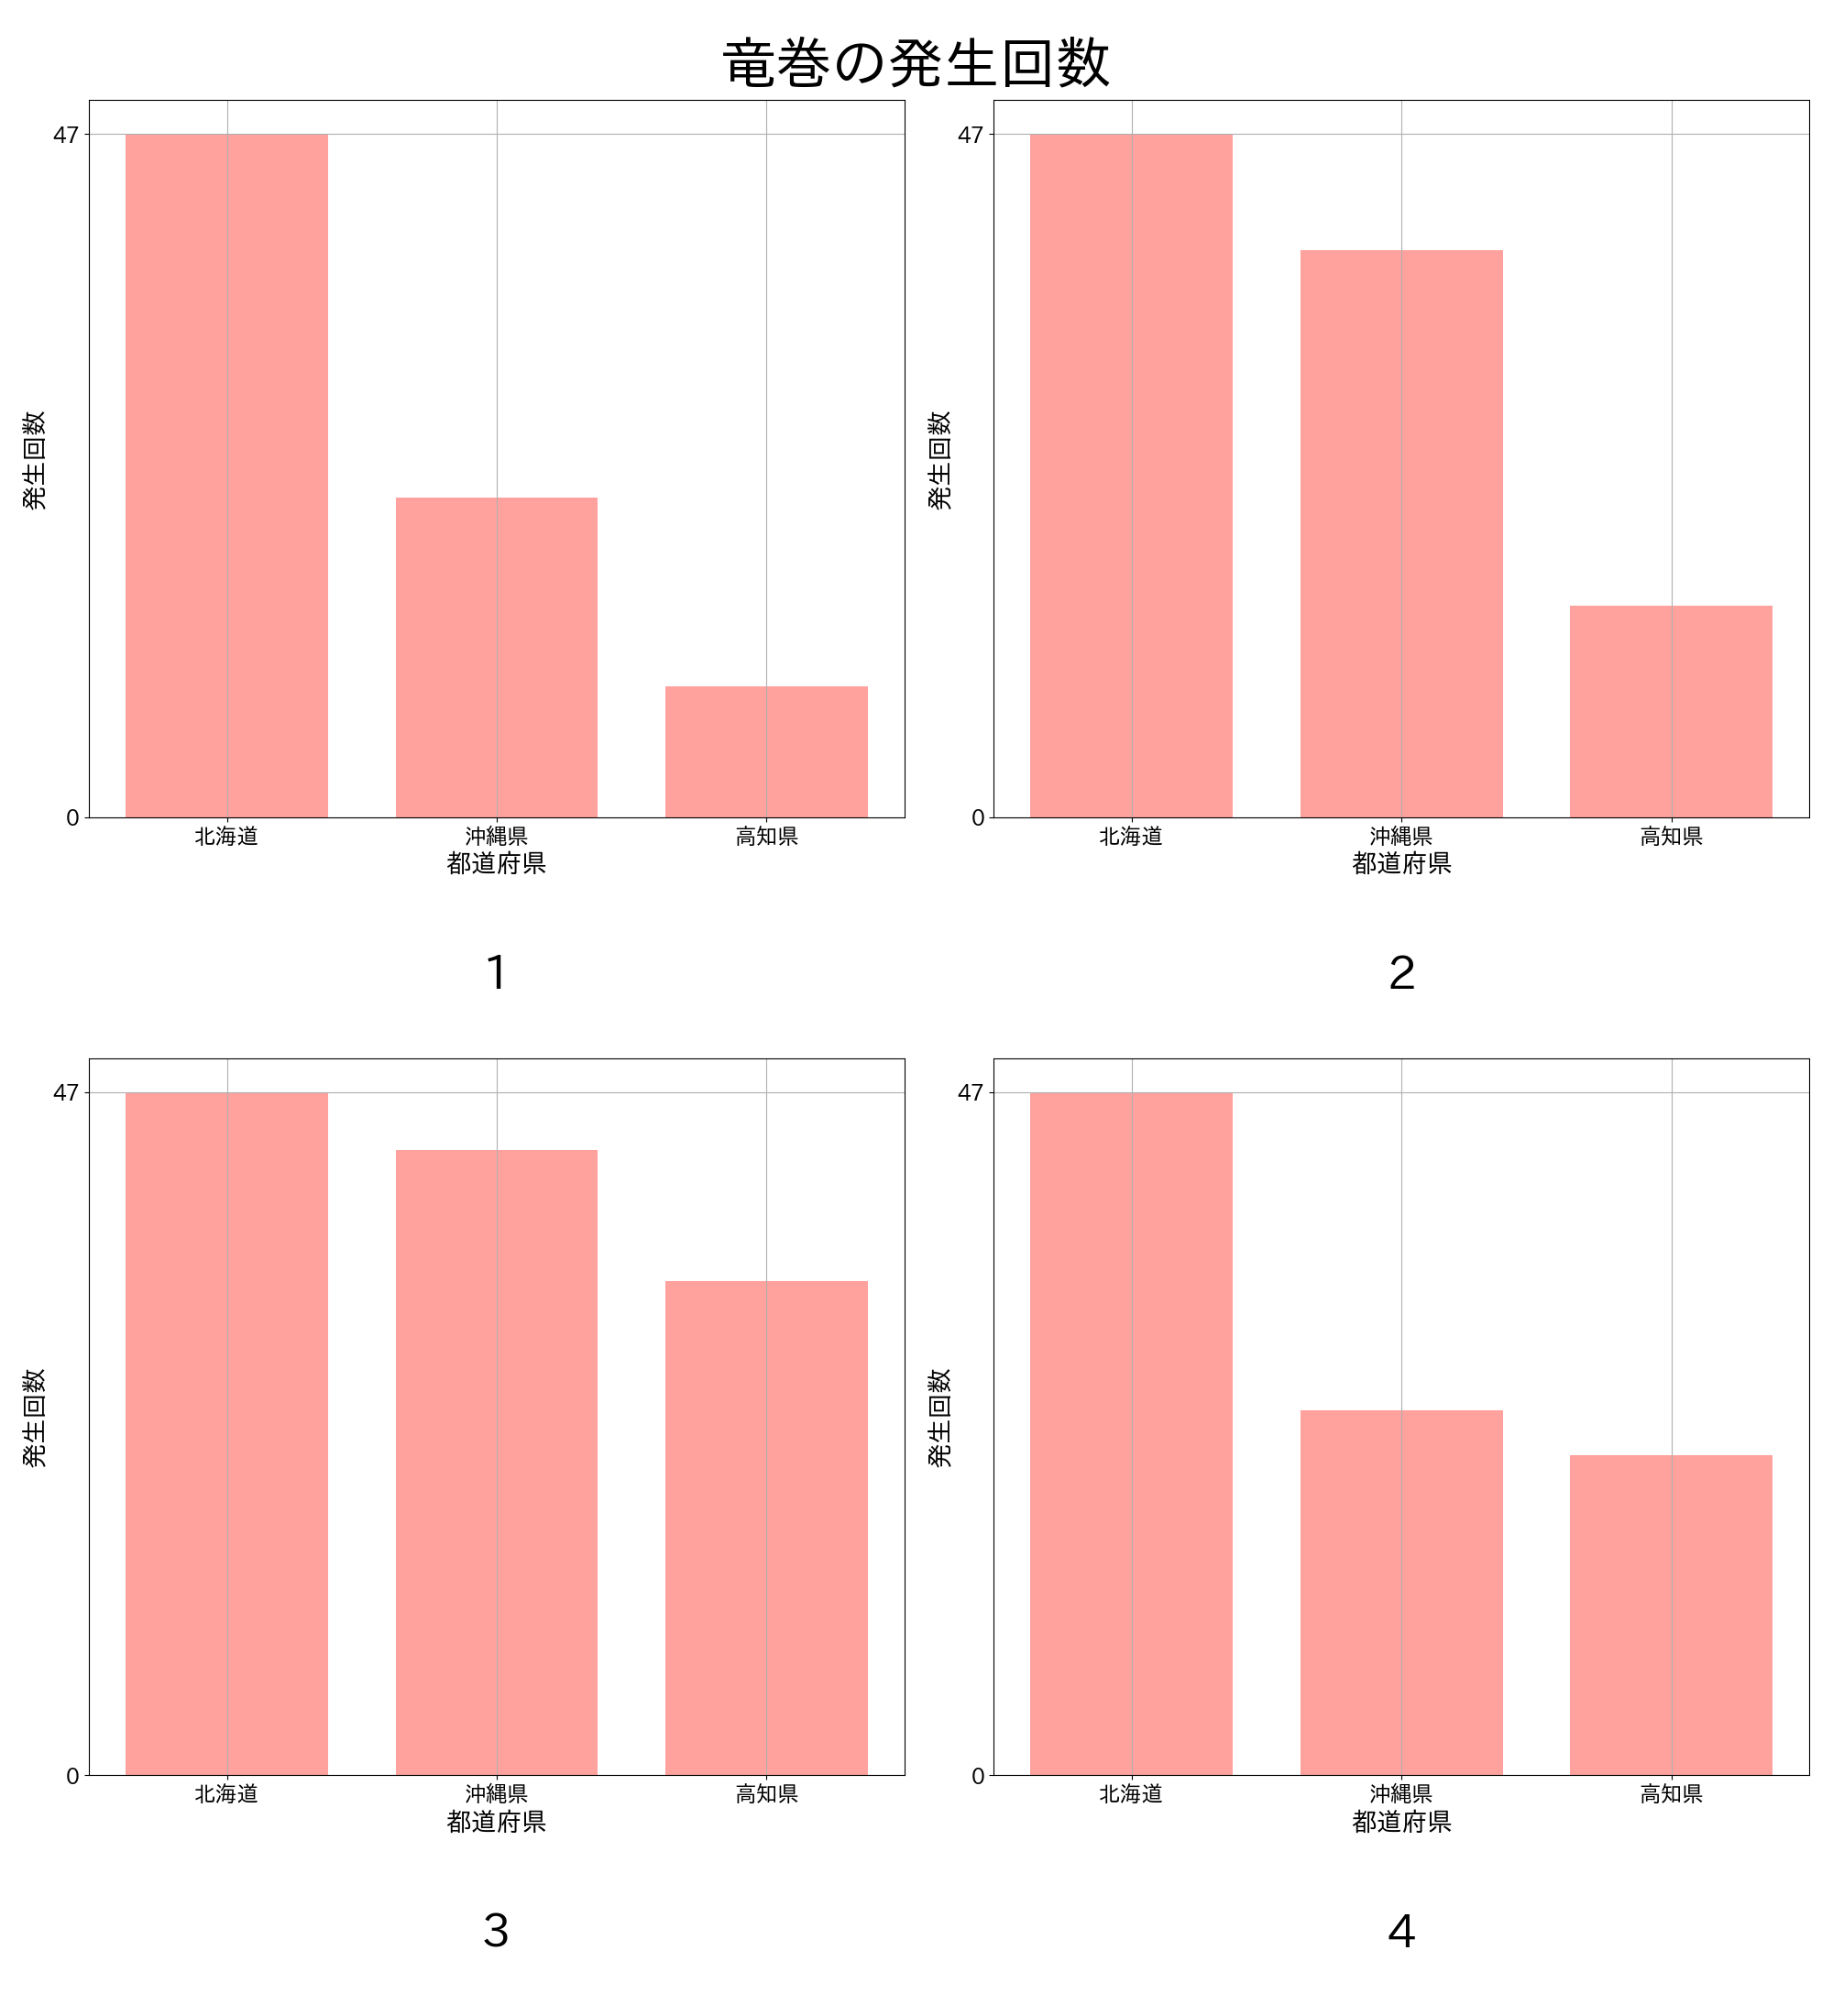 竜巻の発生回数
47
発生回数
0
北海道 沖縄県 高知県
都道府県
1
47
発生回数
0
北海道 沖縄県 高知県
都道府県
2
47
発生回数
0
北海道 沖縄県 高知県
都道府県
3
47
発生回数
0
北海道 沖縄県 高知県
都道府県
4